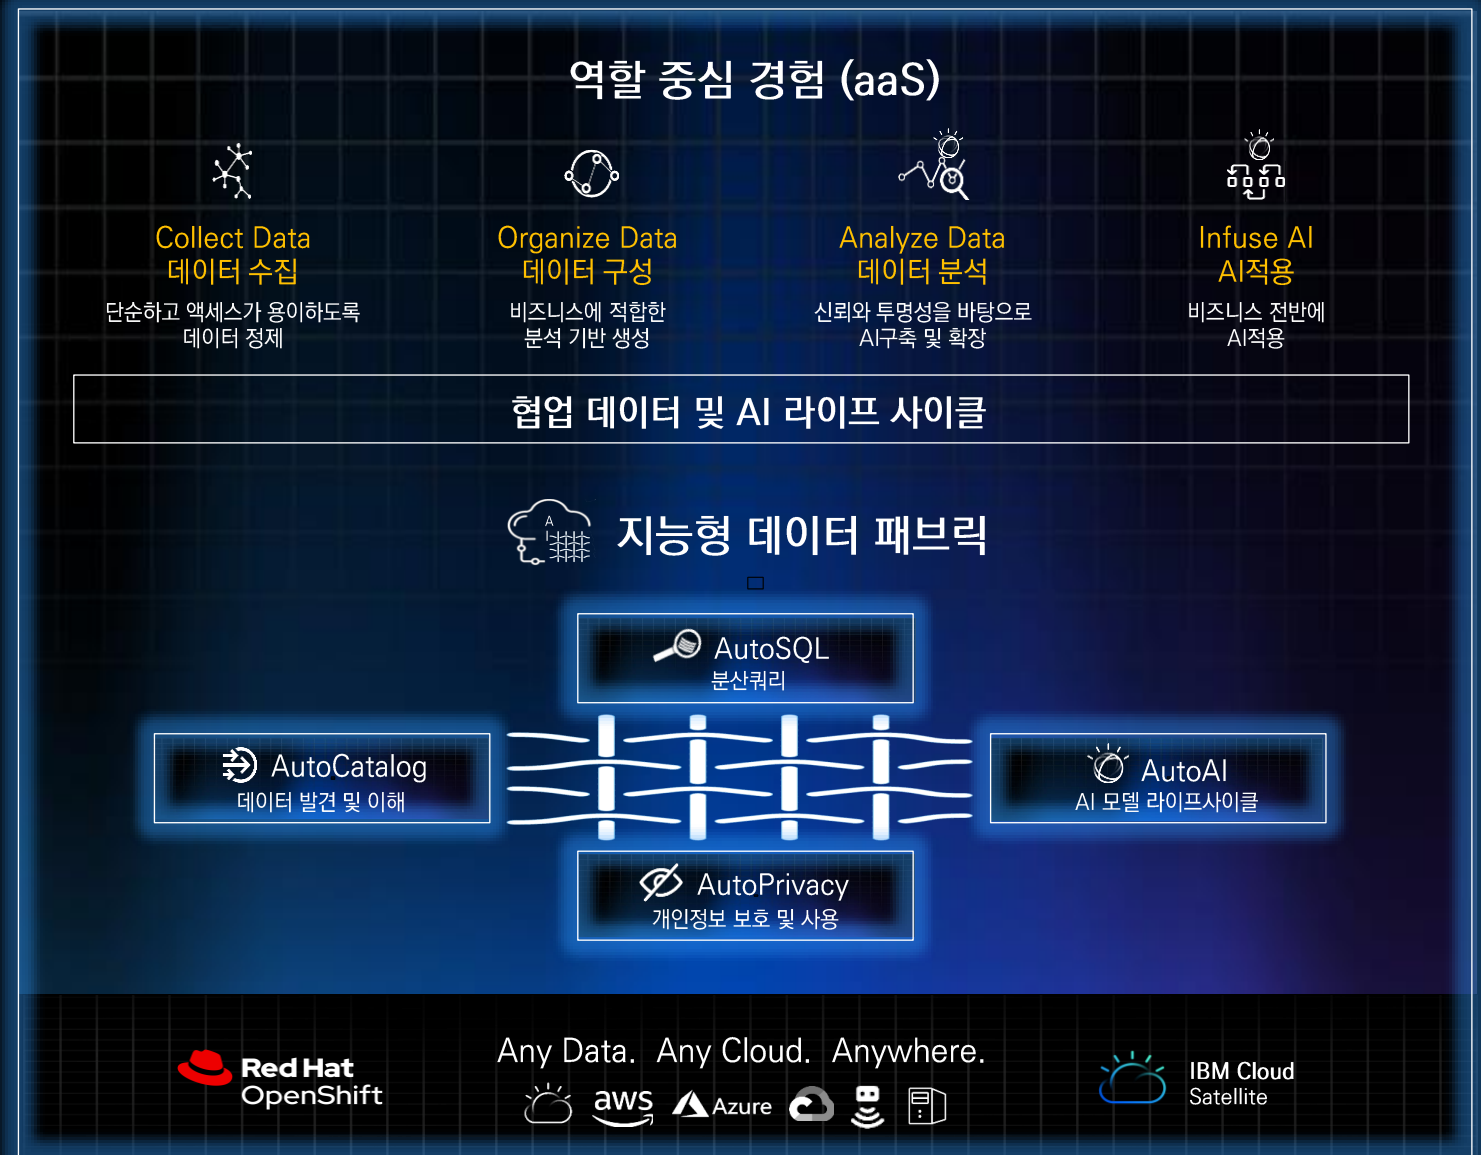 역할 중심 경험 (aaS)
Collect Data
데이터 수집
단순하고 액세스가 용이하도록
데이터 정제
Organize Data
데이터 구성
비즈니스에 적합한
분석 기반 생성
Analyze Data
데이터 분석
신뢰와 투명성을 바탕으로
AI구축 및 확장
Infuse AI
AI적용
비즈니스 전반에
AI적용
협업 데이터 및 AI 라이프 사이클
A
I
지능형 데이터 패브릭
AutoSQL
분산쿼리
AutoCatalog
데이터 발견 및 이해
AutoAI
AI 모델 라이프사이클
AutoPrivacy
개인정보 보호 및 사용
Red Hat
OpenShift
Any Data. Any Cloud. Anywhere.
aws
Azure
IBM Cloud
Satellite